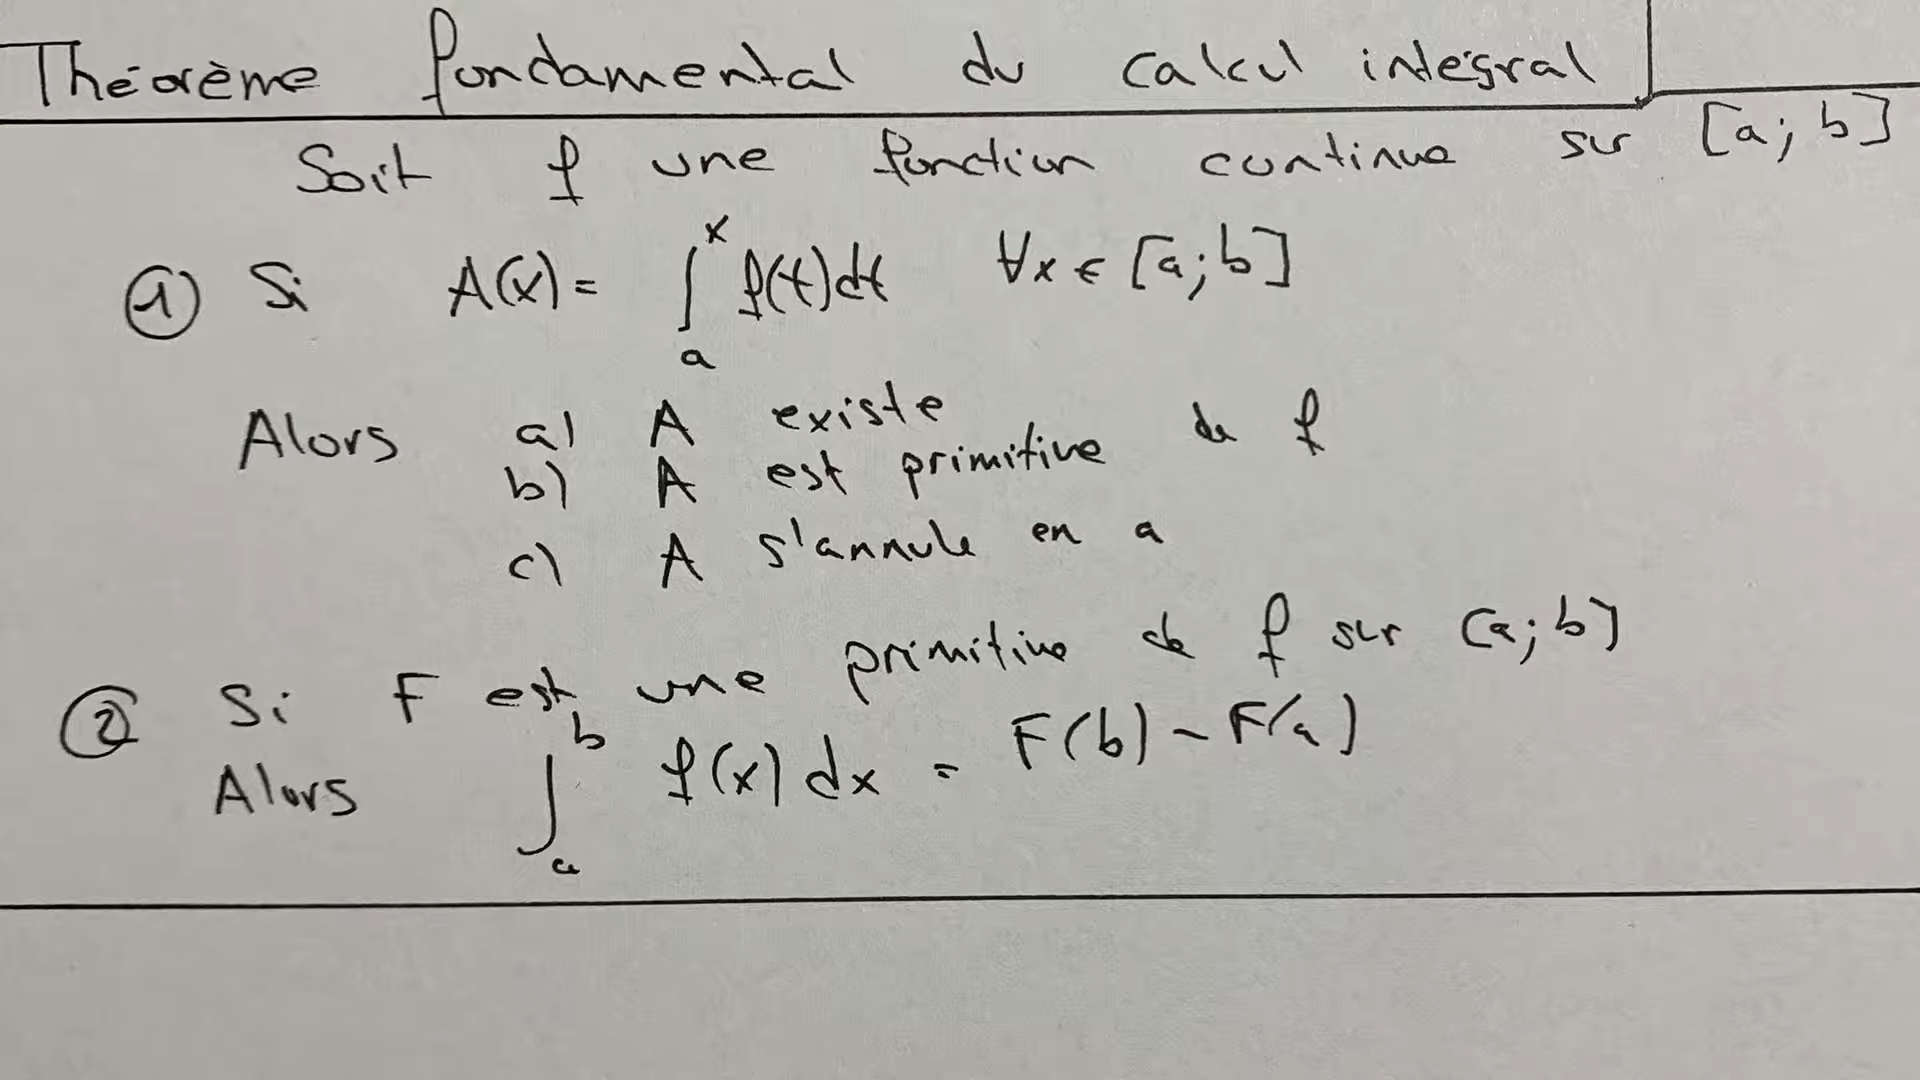 Théorème fondamental du calcul intégral
Soit f une fonction continue sur [a; b]
① Si A(x) = ∫ₐˣ f(t)dt ∀x ∈ [a; b]
Alors a) A existe
b) A est primitive de f
c) A s'annule en a
② Si F est une primitive de f sur [a; b]
Alors ∫ₐᵇ f(x) dx = F(b) - F(a)